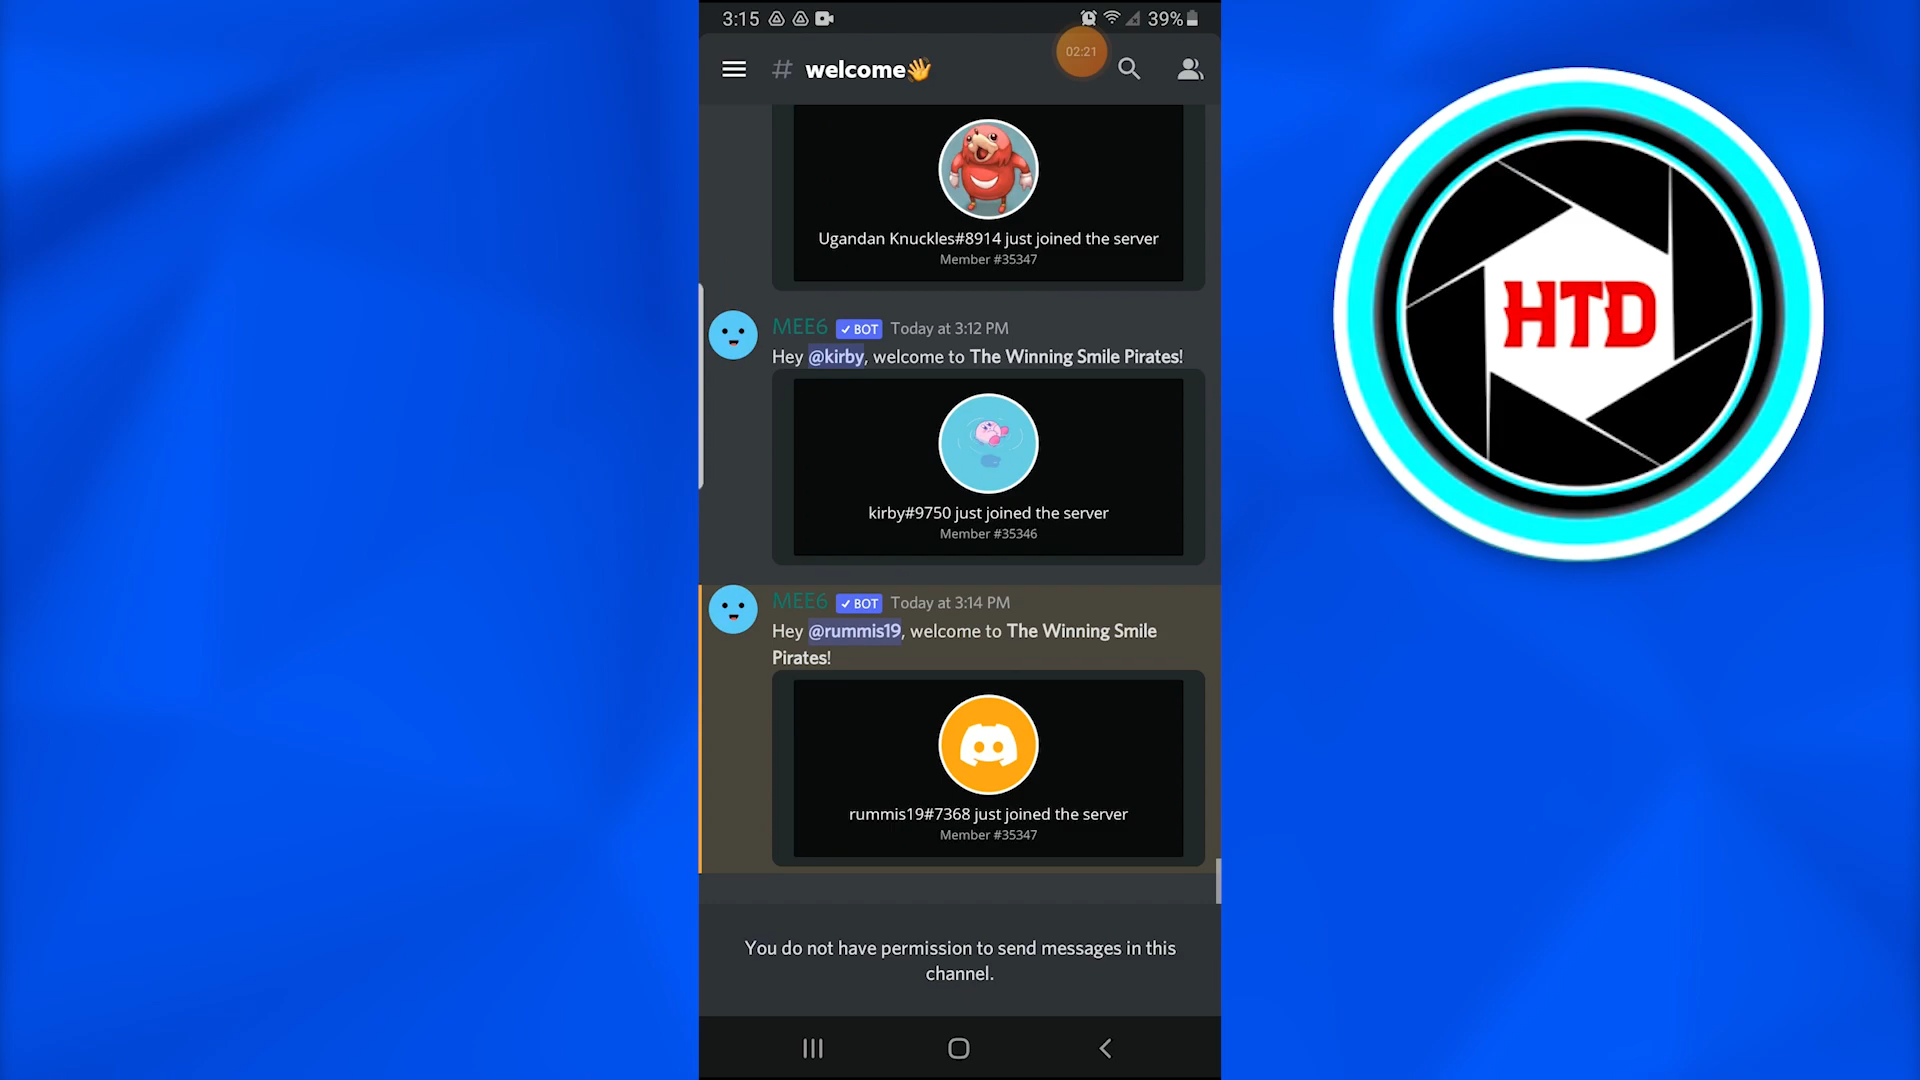 3:15
39%
02:21
# welcome👋
Ugandan Knuckles#8914 just joined the server
Member #35347
MEE6 ✓ BOT Today at 3:12 PM
Hey @kirby, welcome to The Winning Smile Pirates!
kirby#9750 just joined the server
Member #35346
MEE6 ✓ BOT Today at 3:14 PM
Hey @rummis19, welcome to The Winning Smile
Pirates!
rummis19#7368 just joined the server
Member #35347
You do not have permission to send messages in this
channel.
HTD